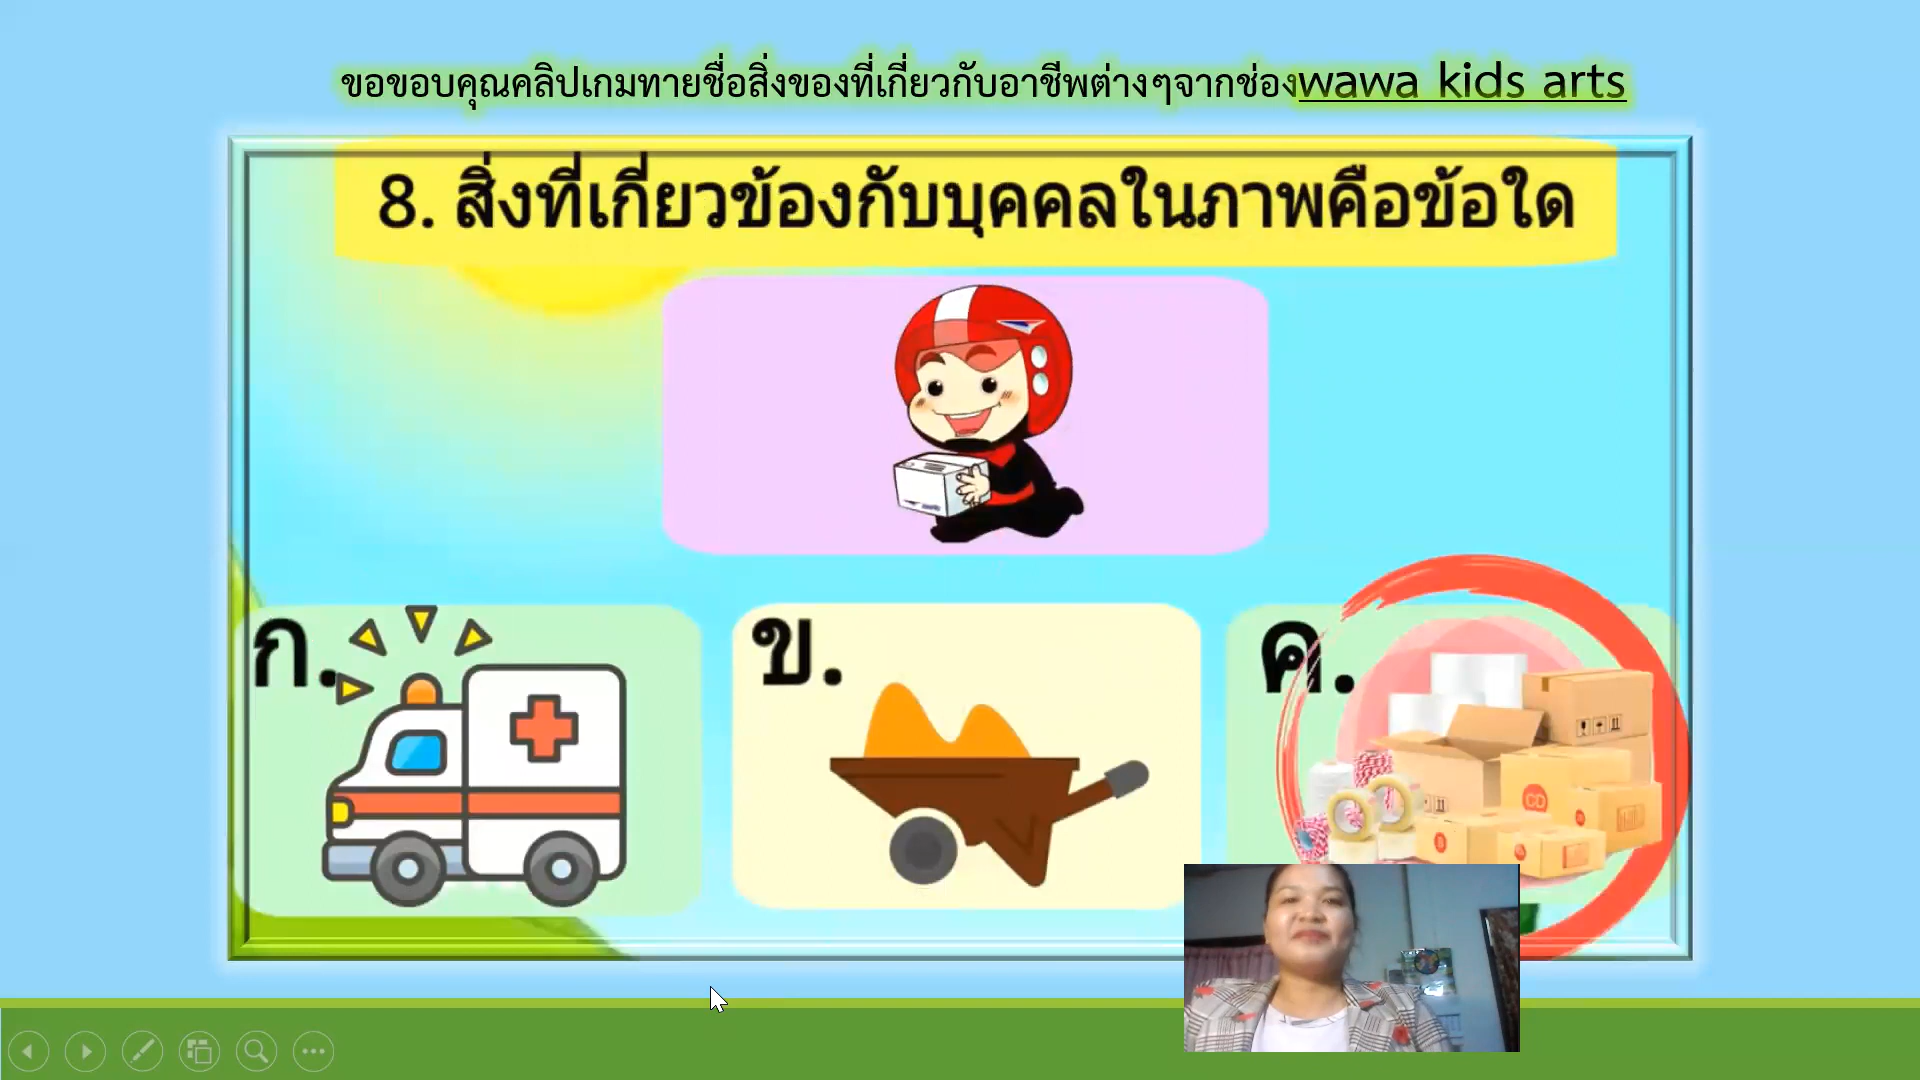 ขอขอบคุณคลิปเกมทายชื่อสิ่งของที่เกี่ยวกับอาชีพต่างๆจากช่องwawa kids arts
8. สิ่งที่เกี่ยวข้องกับบุคคลในภาพคือข้อใด
ก.
ข.
ค.